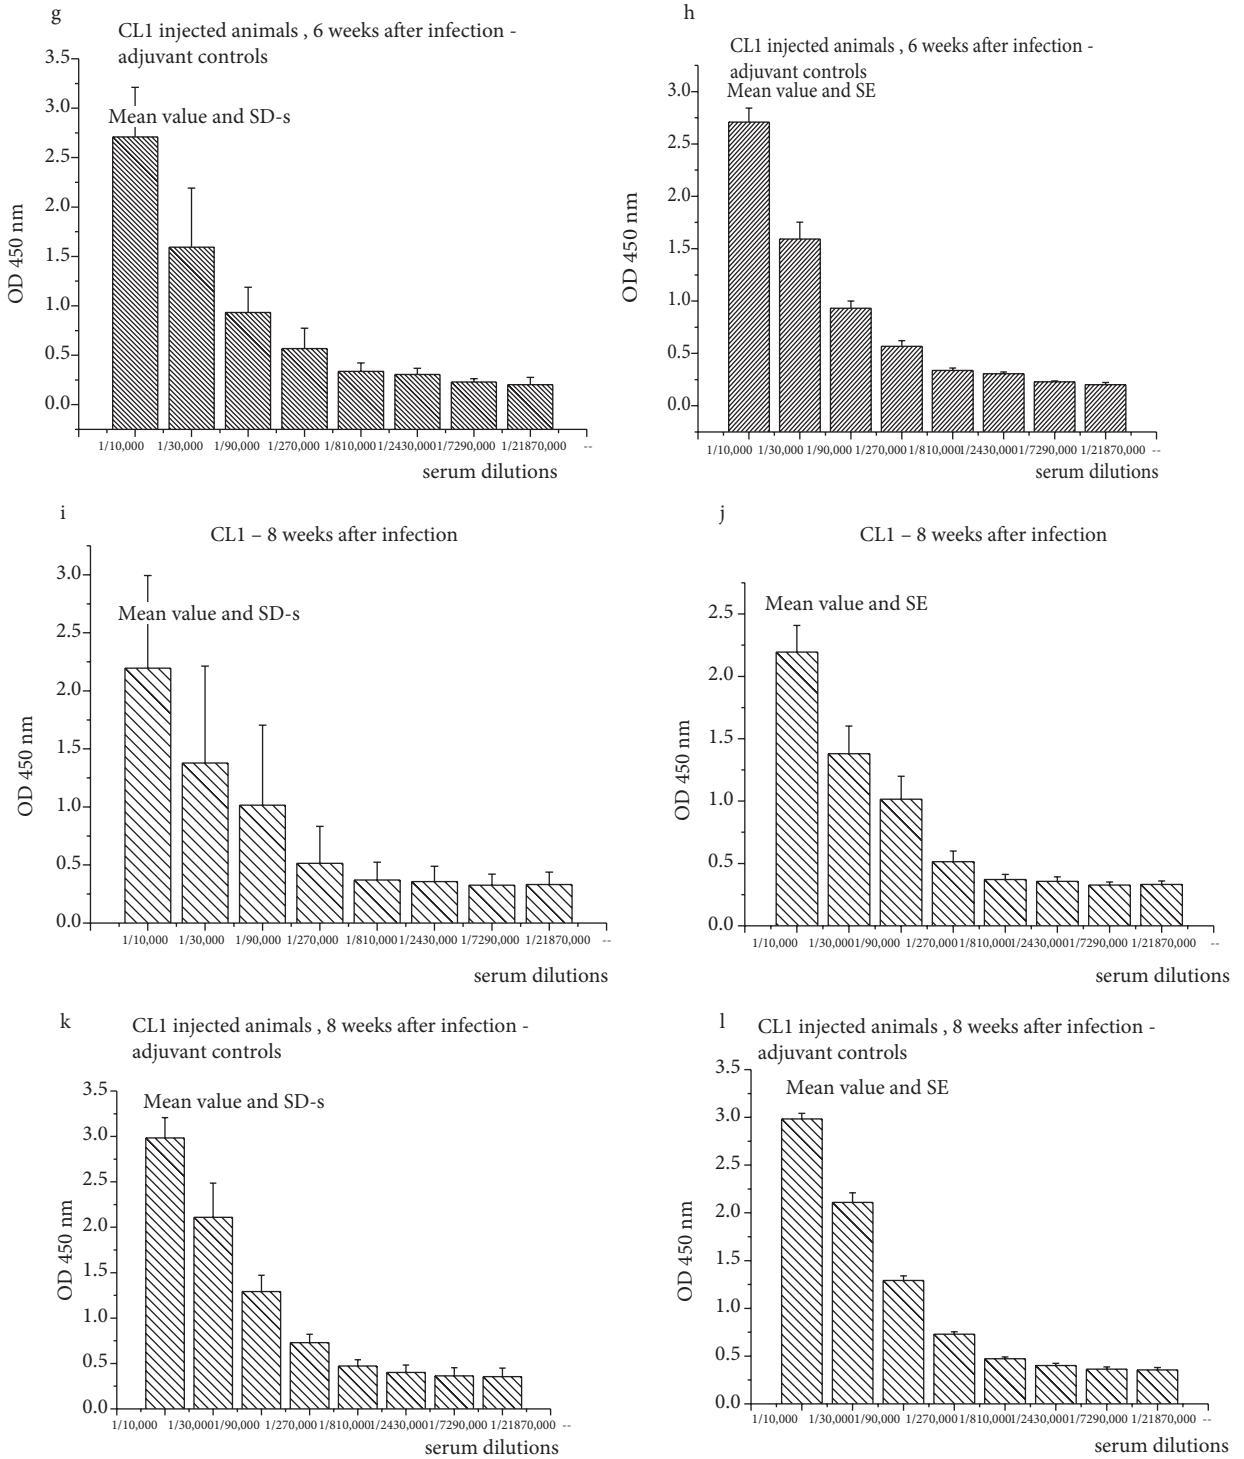 g
CL1 injected animals , 6 weeks after infection -
adjuvant controls
Mean value and SD-s
3.5
3.0
2.5
2.0
1.5
1.0
0.5
0.0
OD 450 nm
1/10,000 1/30,000 1/90,000 1/270,000 1/810,000 1/2430,000 1/7290,000 1/21870,000 --
serum dilutions
h
CL1 injected animals , 6 weeks after infection -
adjuvant controls
Mean value and SE
3.0
2.5
2.0
1.5
1.0
0.5
0.0
OD 450 nm
1/10,000 1/30,000 1/90,000 1/270,000 1/810,000 1/2430,000 1/7290,000 1/21870,000 --
serum dilutions
i
CL1 – 8 weeks after infection
Mean value and SD-s
3.0
2.5
2.0
1.5
1.0
0.5
0.0
OD 450 nm
1/10,000 1/30,000 1/90,000 1/270,000 1/810,000 1/2430,000 1/7290,000 1/21870,000 --
serum dilutions
j
CL1 – 8 weeks after infection
Mean value and SE
2.5
2.0
1.5
1.0
0.5
0.0
OD 450 nm
1/10,000 1/30,000 1/90,000 1/270,000 1/810,000 1/2430,000 1/7290,000 1/21870,000 --
serum dilutions
k
CL1 injected animals , 8 weeks after infection -
adjuvant controls
Mean value and SD-s
3.5
3.0
2.5
2.0
1.5
1.0
0.5
0.0
OD 450 nm
1/10,000 1/30,000 1/90,000 1/270,000 1/810,000 1/2430,000 1/7290,000 1/21870,000 --
serum dilutions
l
CL1 injected animals , 8 weeks after infection -
adjuvant controls
Mean value and SE
3.5
3.0
2.5
2.0
1.5
1.0
0.5
0.0
OD 450 nm
1/10,000 1/30,000 1/90,000 1/270,000 1/810,000 1/2430,000 1/7290,000 1/21870,000 --
serum dilutions